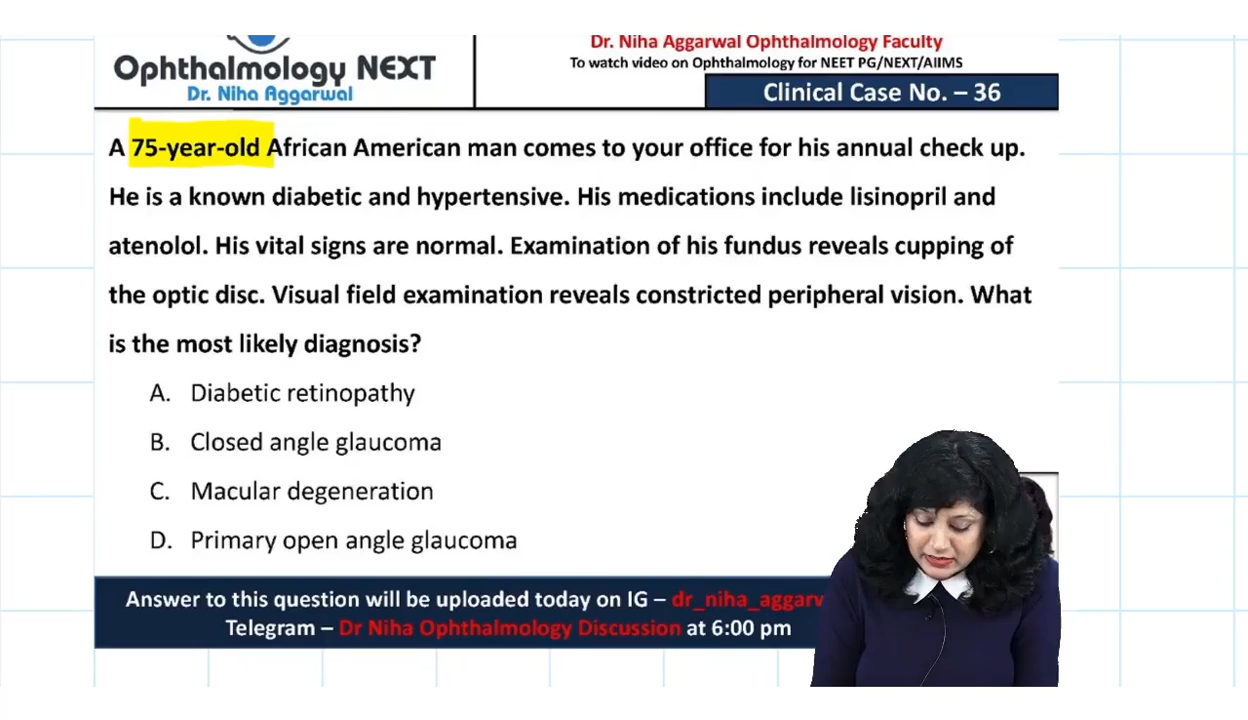 Ophthalmology NEXT
Dr. Niha Aggarwal
Dr. Niha Aggarwal Ophthalmology Faculty
To watch video on Ophthalmology for NEET PG/NEXT/AIIMS
Clinical Case No. – 36
A 75-year-old African American man comes to your office for his annual check up.
He is a known diabetic and hypertensive. His medications include lisinopril and
atenolol. His vital signs are normal. Examination of his fundus reveals cupping of
the optic disc. Visual field examination reveals constricted peripheral vision. What
is the most likely diagnosis?
A. Diabetic retinopathy
B. Closed angle glaucoma
C. Macular degeneration
D. Primary open angle glaucoma
Answer to this question will be uploaded today on IG – dr_niha_aggarw
Telegram – Dr Niha Ophthalmology Discussion at 6:00 pm